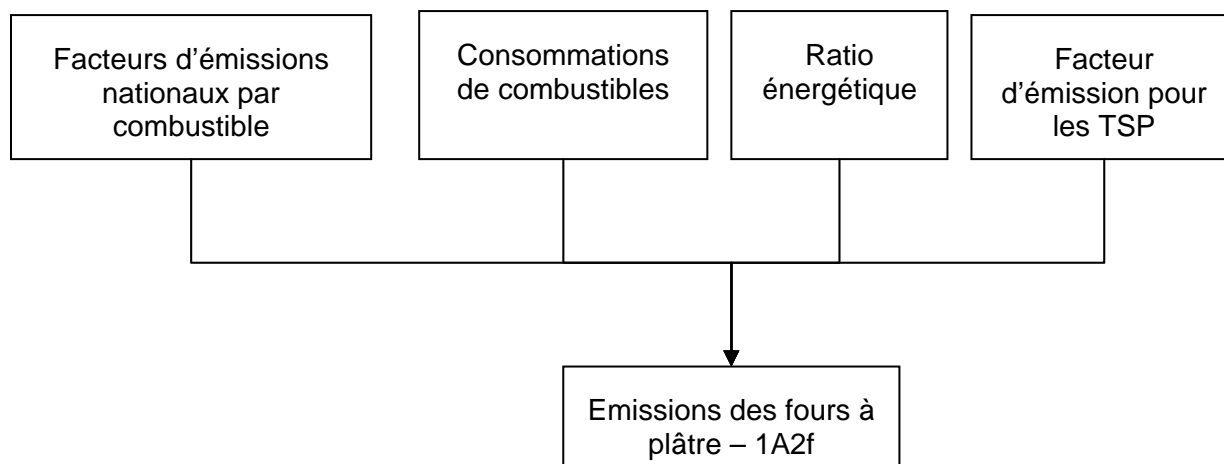 Facteurs d'émissions
nationaux par
combustible
Consommations
de combustibles
Ratio
énergétique
Facteur
d'émission pour
les TSP
Emissions des fours à
plâtre – 1A2f